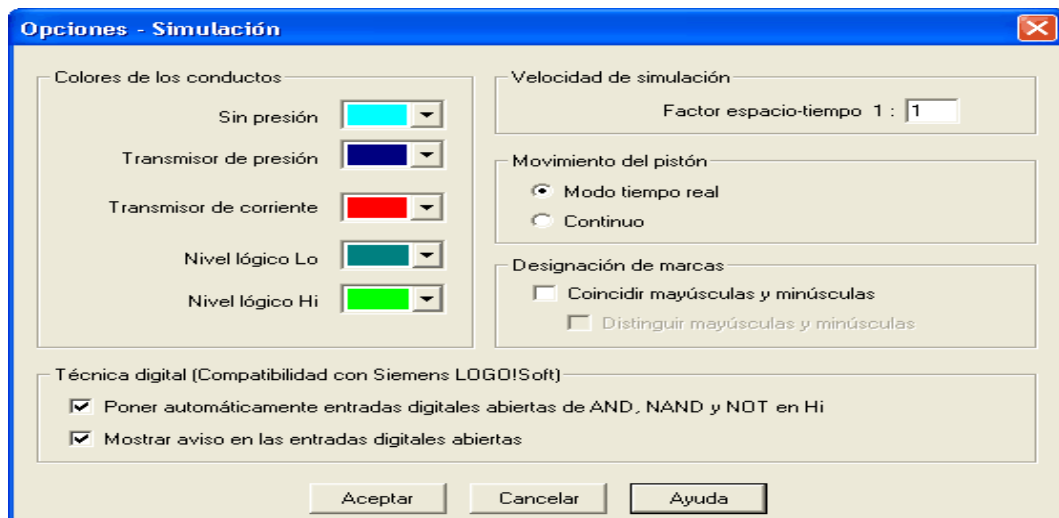 Opciones - Simulación
Colores de los conductos
Sin presión
Transmisor de presión
Transmisor de corriente
Nivel lógico Lo
Nivel lógico Hi
Velocidad de simulación
Factor espacio-tiempo 1 : 1
Movimiento del pistón
Modo tiempo real
Continuo
Designación de marcas
Coincidir mayúsculas y minúsculas
Distinguir mayúsculas y minúsculas
Técnica digital (Compatibilidad con Siemens LOGO!Soft)
Poner automáticamente entradas digitales abiertas de AND, NAND y NOT en Hi
Mostrar aviso en las entradas digitales abiertas
Aceptar Cancelar Ayuda